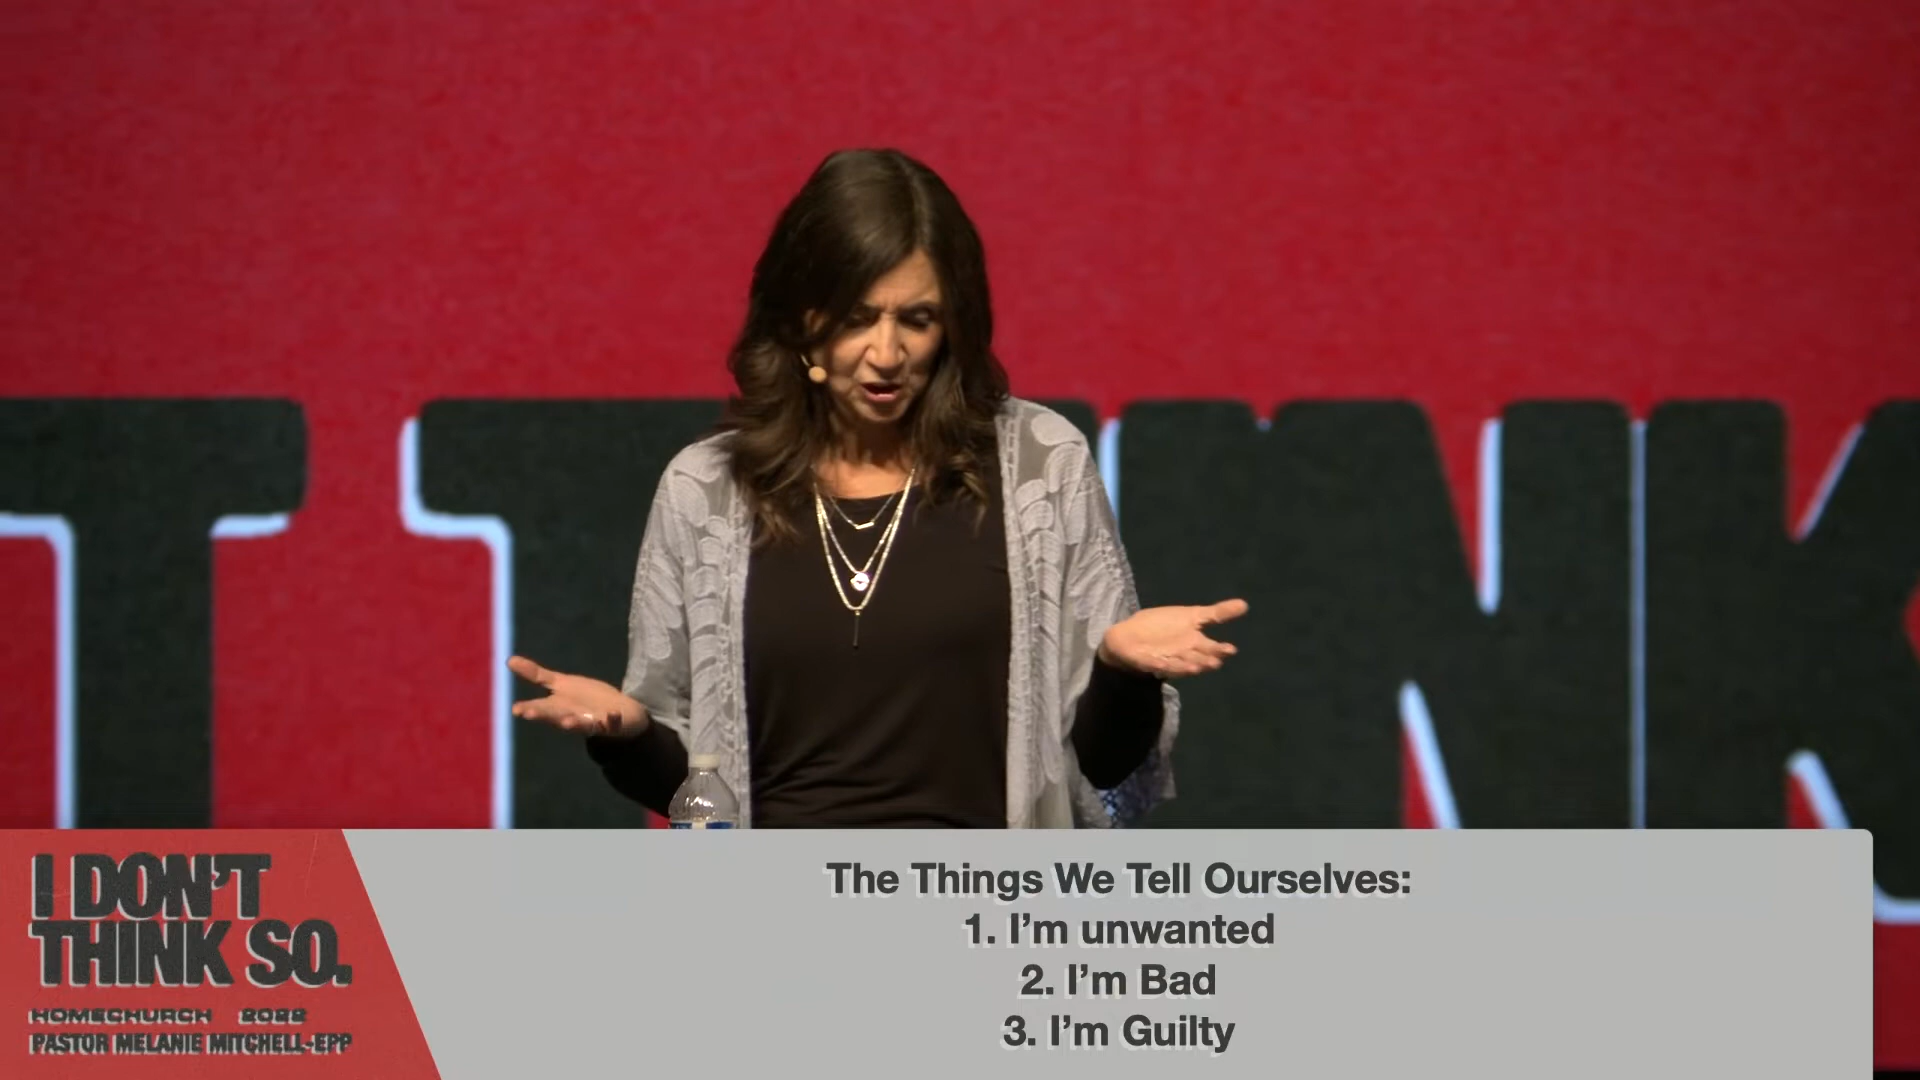 THINK
I DON'T
THINK SO.
HOMECHURCH 2022
PASTOR MELANIE MITCHELL-EPP
The Things We Tell Ourselves:
1. I'm unwanted
2. I'm Bad
3. I'm Guilty